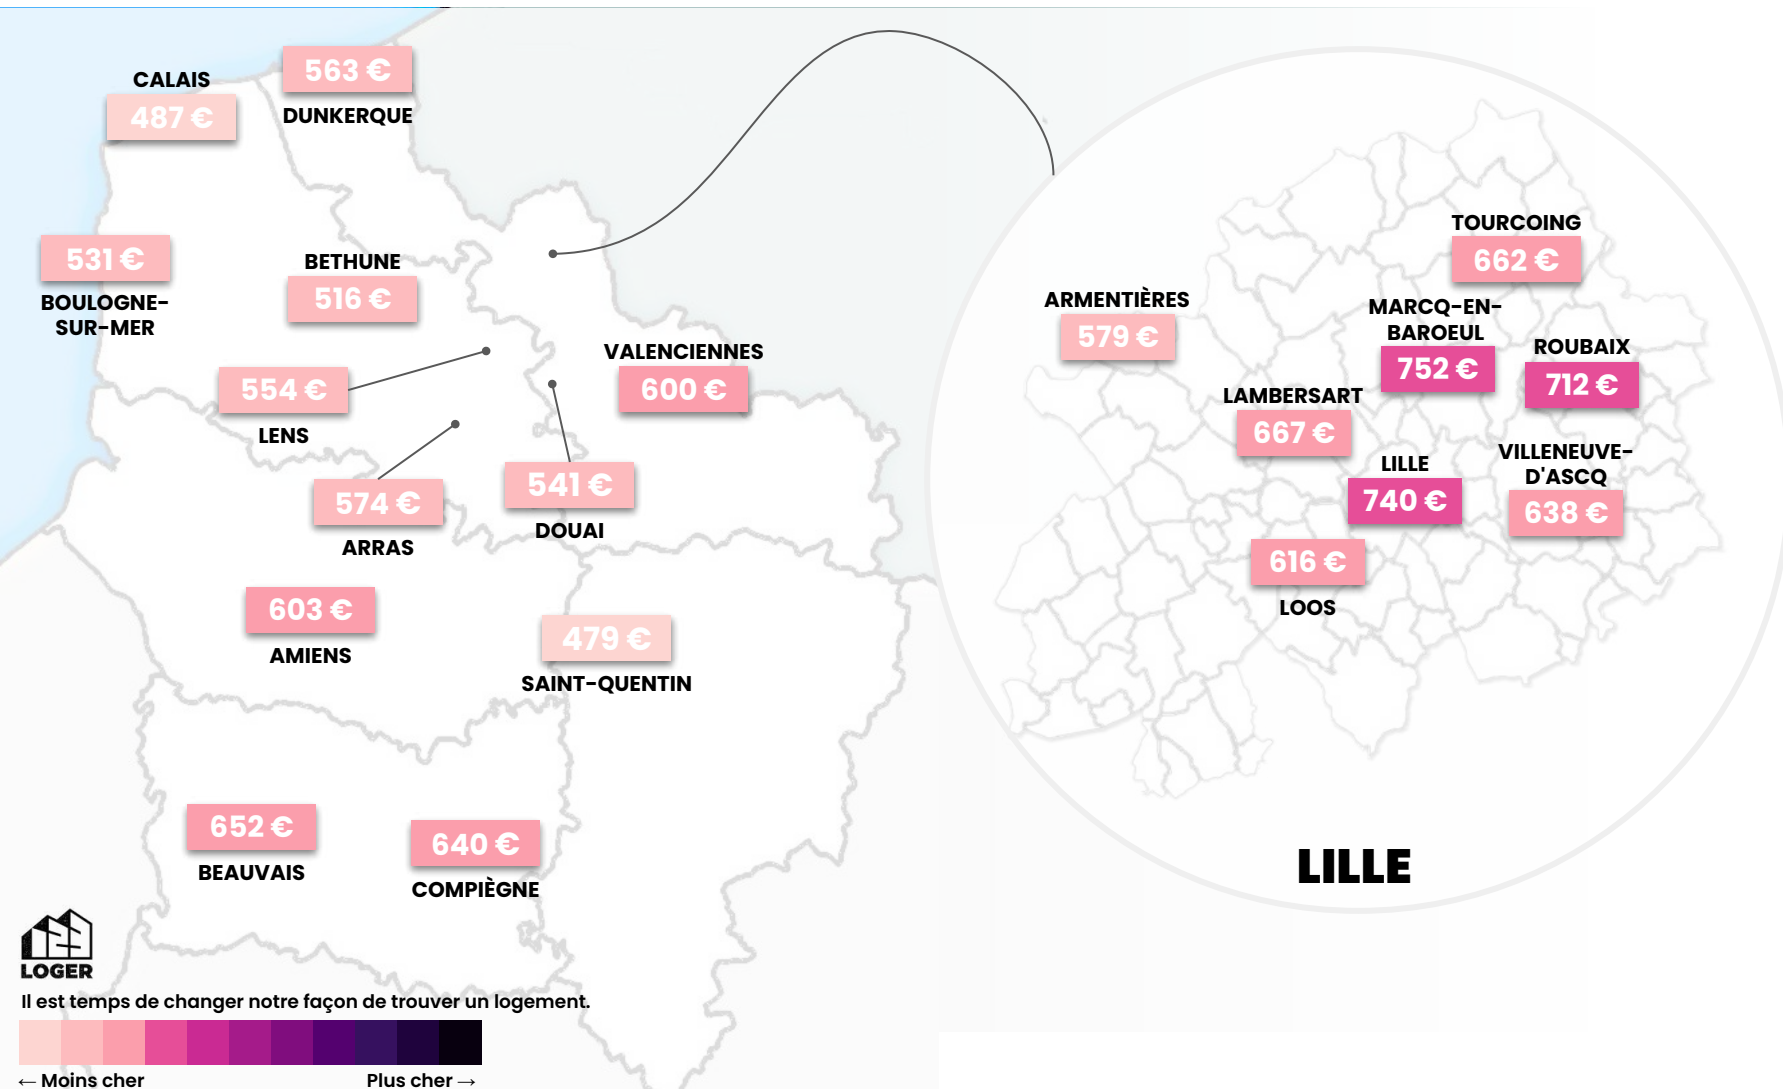 CALAIS
487 €
563 €
DUNKERQUE
531 €
BOULOGNE-
SUR-MER
BETHUNE
516 €
554 €
LENS
VALENCIENNES
600 €
574 €
ARRAS
541 €
DOUAI
603 €
AMIENS
479 €
SAINT-QUENTIN
652 €
BEAUVAIS
640 €
COMPIÈGNE
TOURCOING
662 €
ARMENTIÈRES
579 €
MARCQ-EN-
BAROEUL
752 €
ROUBAIX
712 €
LAMBERSART
667 €
LILLE
740 €
VILLENEUVE-
D'ASCQ
638 €
616 €
LOOS
LILLE
123
LOGER
Il est temps de changer notre façon de trouver un logement.
← Moins cher
Plus cher →